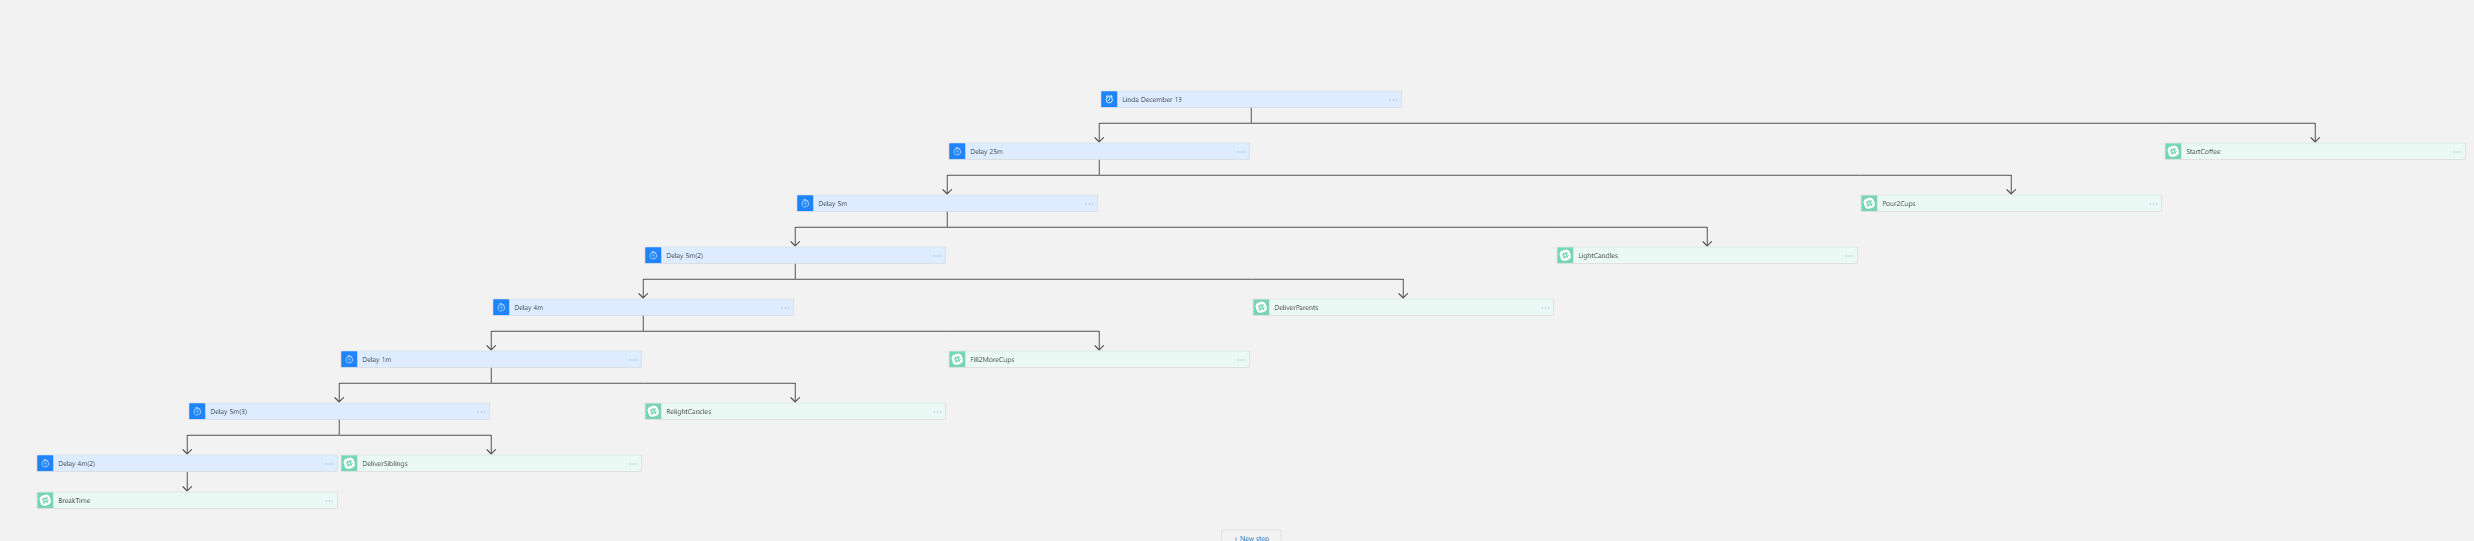 Linda December 13
Delay 25m
StartCoffee
Delay 5m
Pour2Cups
Delay 5m(2)
LightCandles
Delay 4m
DeliverParents
Delay 1m
Fill2MoreCups
Delay 5m(3)
RelightCancles
Delay 4m(2)
DeliverSiblings
BreakTime
+ New step